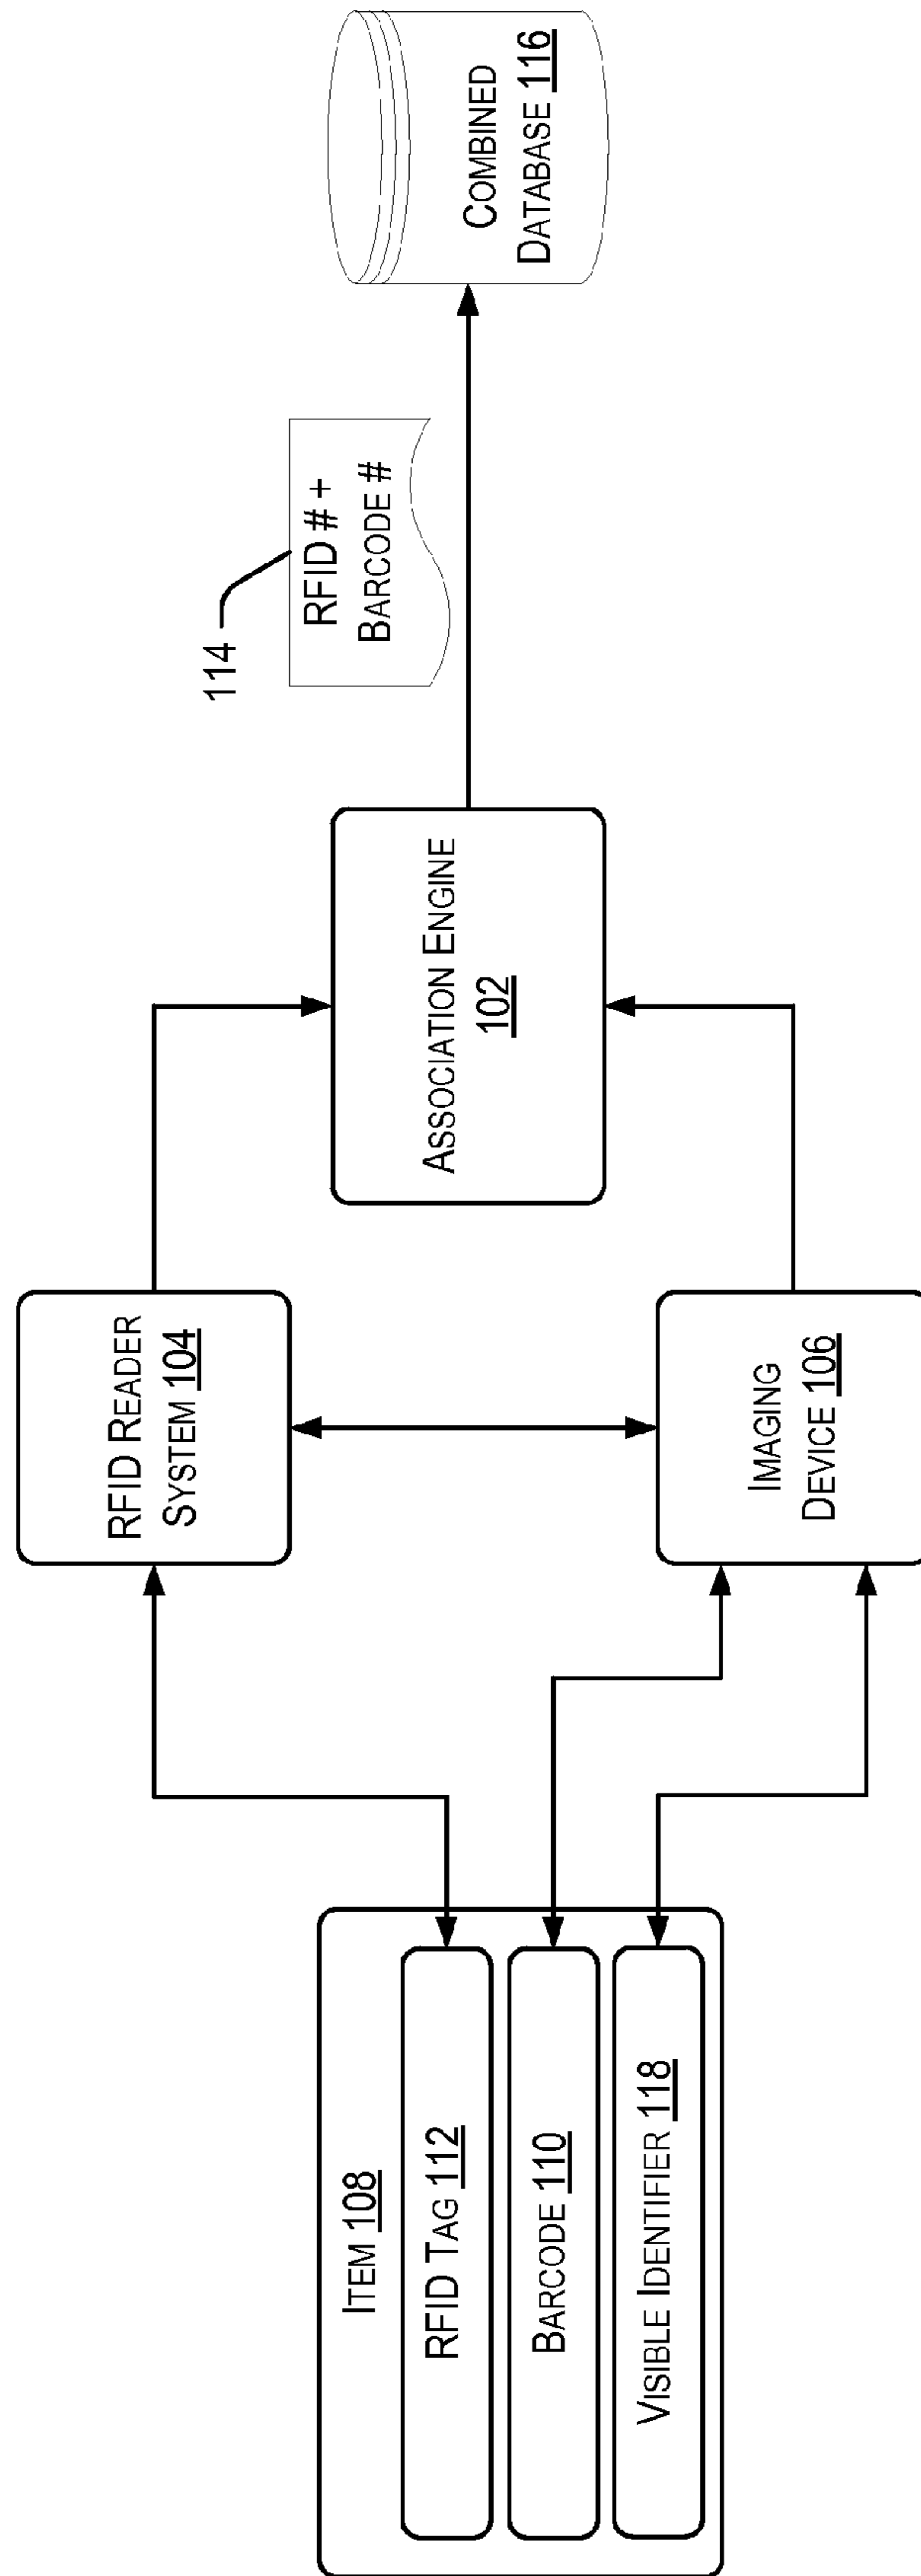 ITEM 108
RFID TAG 112
BARCODE 110
VISIBLE IDENTIFIER 118
RFID READER
SYSTEM 104
IMAGING
DEVICE 106
ASSOCIATION ENGINE
102
114
RFID # +
BARCODE #
COMBINED
DATABASE 116